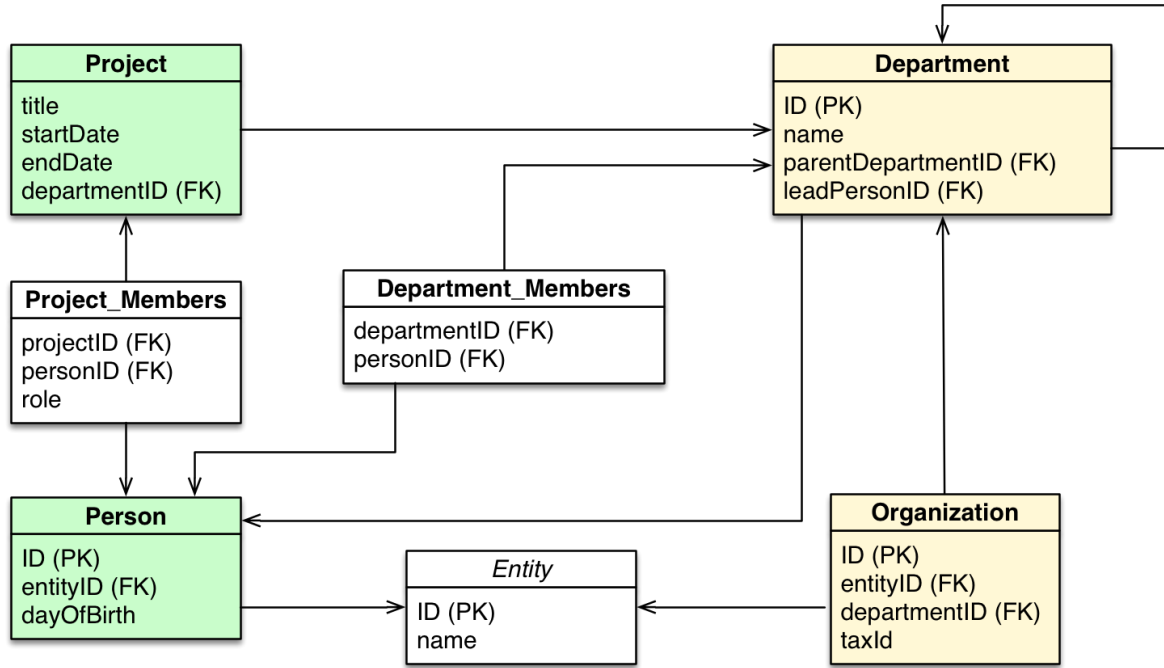 Project
title
startDate
endDate
departmentID (FK)
Department
ID (PK)
name
parentDepartmentID (FK)
leadPersonID (FK)
Project_Members
projectID (FK)
personID (FK)
role
Department_Members
departmentID (FK)
personID (FK)
Person
ID (PK)
entityID (FK)
dayOfBirth
Entity
ID (PK)
name
Organization
ID (PK)
entityID (FK)
departmentID (FK)
taxId